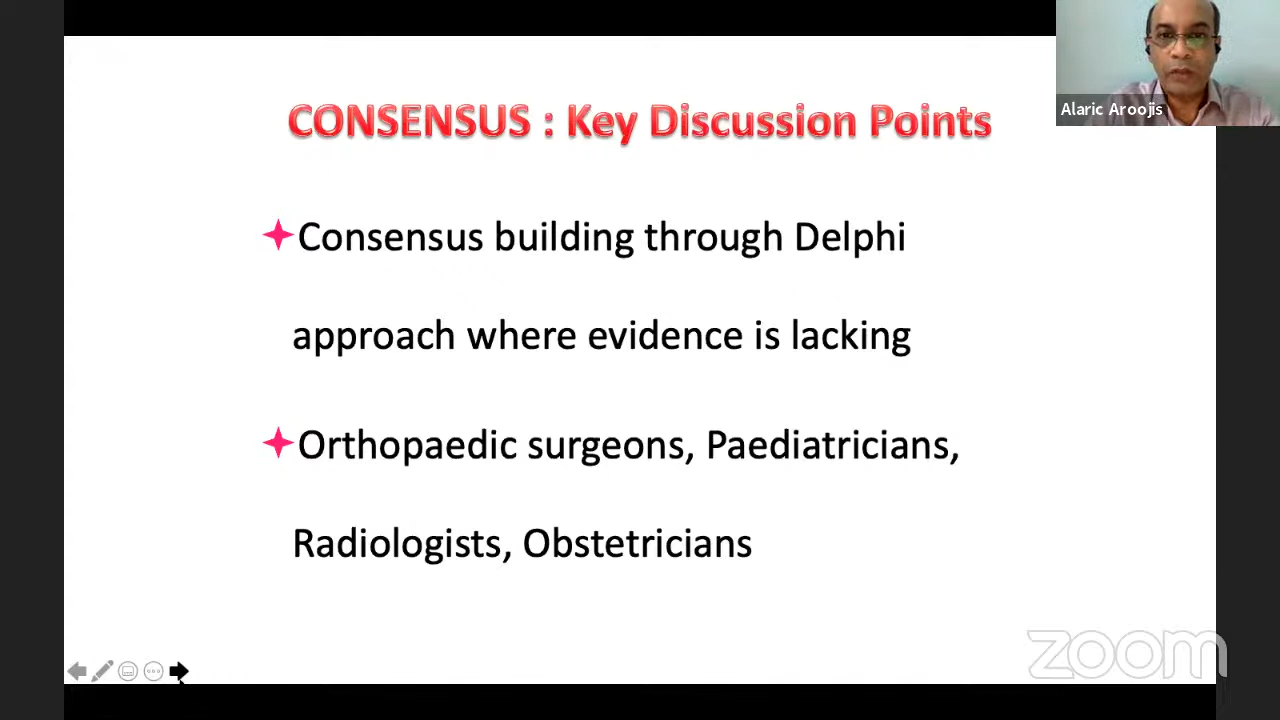 Alaric Aroojis
CONSENSUS : Key Discussion Points
Consensus building through Delphi
approach where evidence is lacking
Orthopaedic surgeons, Paediatricians,
Radiologists, Obstetricians
zoom